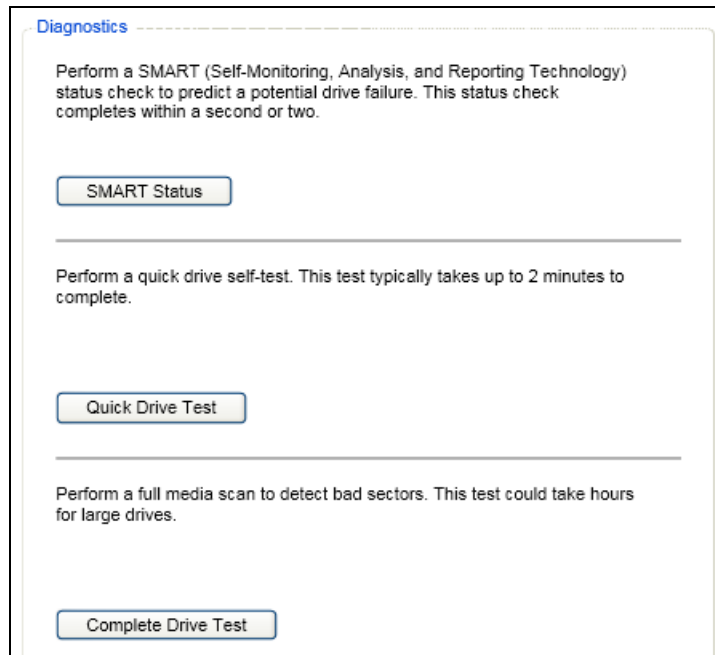 Diagnostics
Perform a SMART (Self-Monitoring, Analysis, and Reporting Technology)
status check to predict a potential drive failure. This status check
completes within a second or two.
SMART Status
Perform a quick drive self-test. This test typically takes up to 2 minutes to
complete.
Quick Drive Test
Perform a full media scan to detect bad sectors. This test could take hours
for large drives.
Complete Drive Test